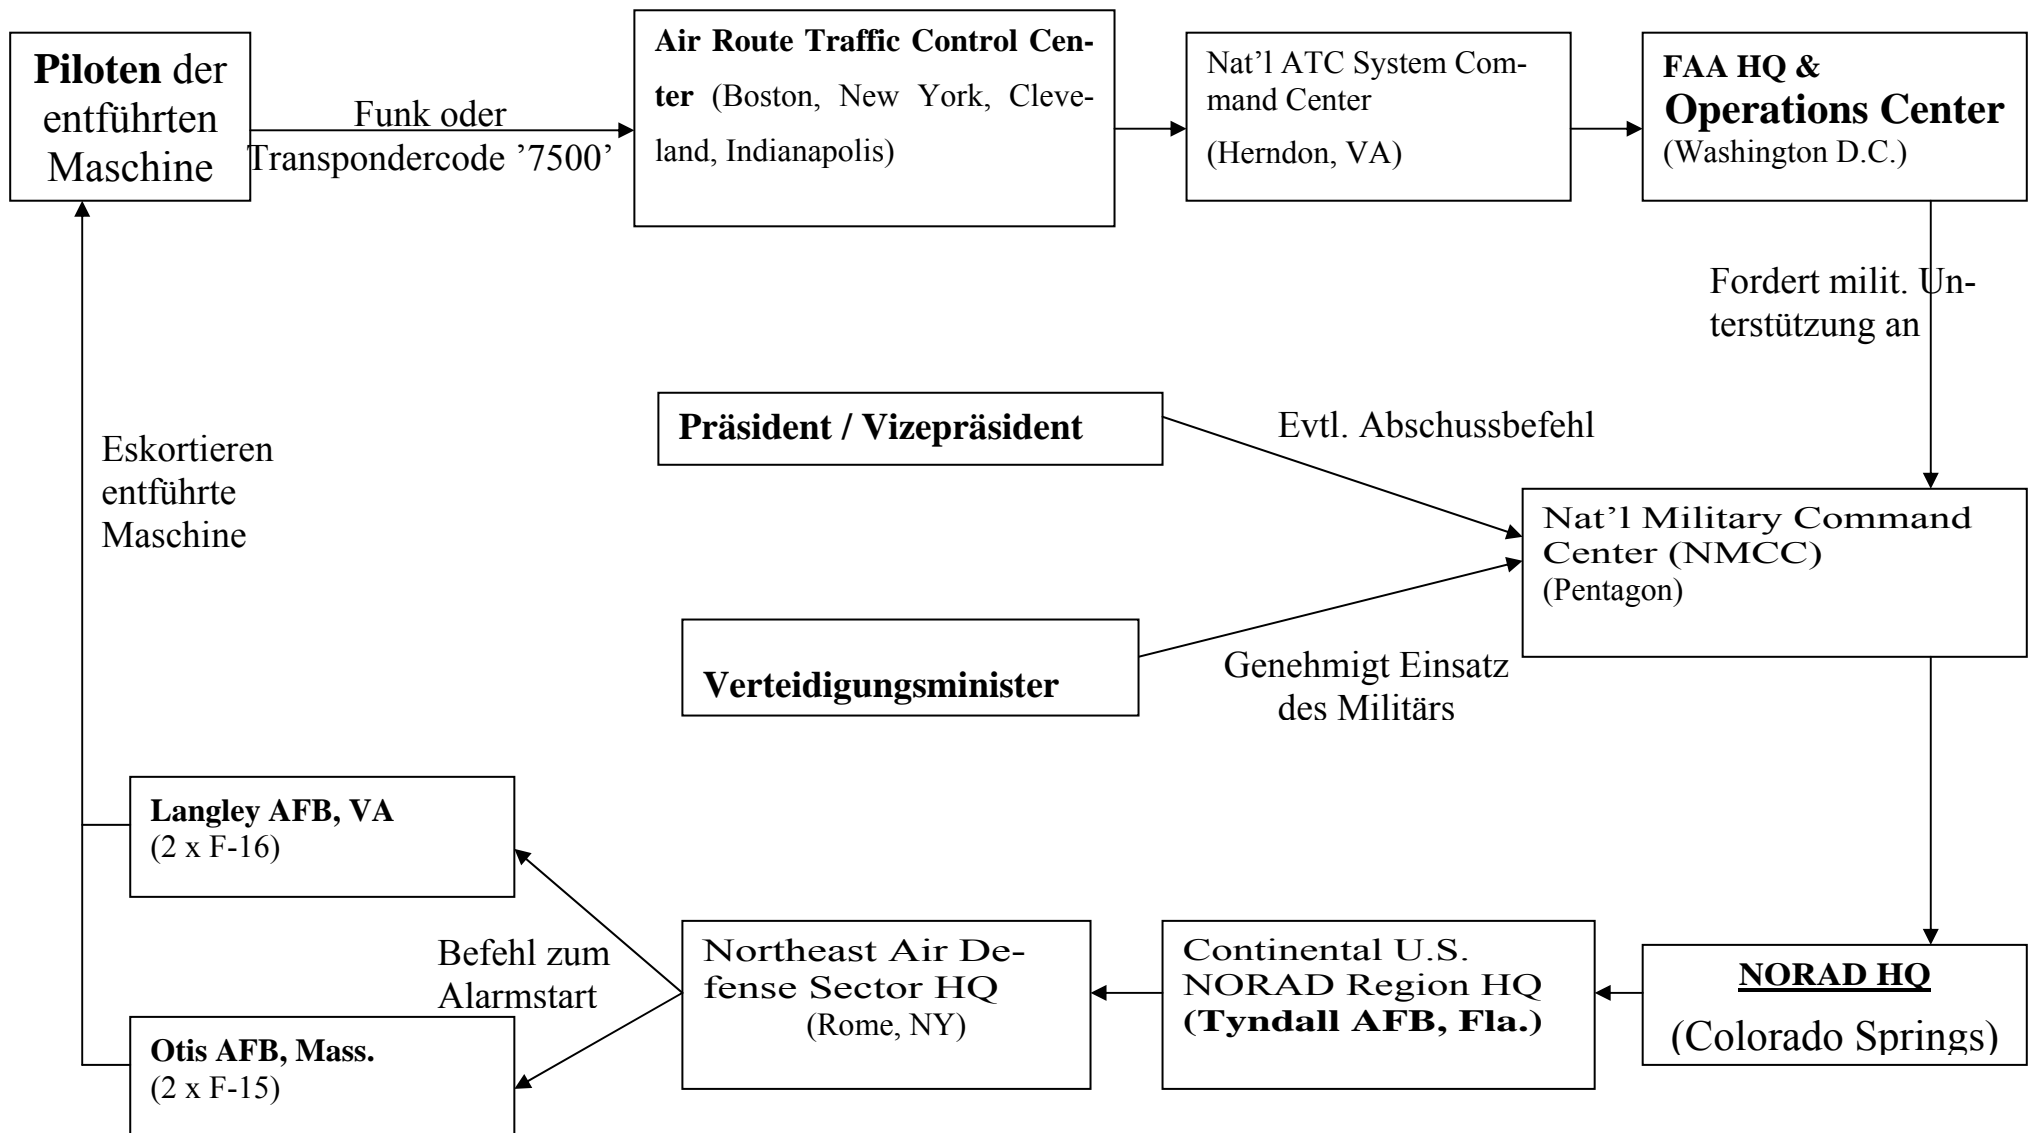 Piloten der
entführten
Maschine
Funk oder
Transpondercode ’7500’
Air Route Traffic Control Cen-
ter (Boston, New York, Cleve-
land, Indianapolis)
Nat’l ATC System Com-
mand Center
(Herndon, VA)
FAA HQ &
Operations Center
(Washington D.C.)
Fordert milit. Un-
terstützung an
Präsident / Vizepräsident
Evtl. Abschussbefehl
Eskortieren
entführte
Maschine
Nat’l Military Command
Center (NMCC)
(Pentagon)
Verteidigungsminister
Genehmigt Einsatz
des Militärs
Langley AFB, VA
(2 x F-16)
Befehl zum
Alarmstart
Northeast Air De-
fense Sector HQ
(Rome, NY)
Continental U.S.
NORAD Region HQ
(Tyndall AFB, Fla.)
NORAD HQ
(Colorado Springs)
Otis AFB, Mass.
(2 x F-15)